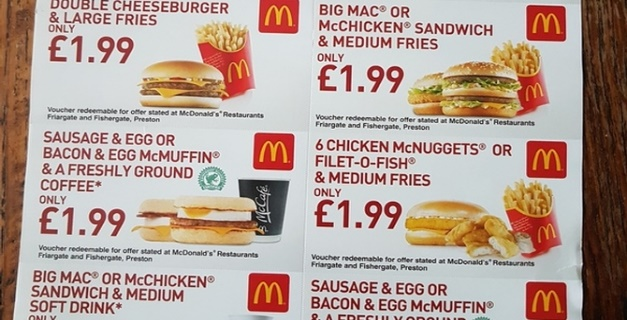 DOUBLE CHEESEBURGER
& LARGE FRIES
ONLY
£1.99
Voucher redeemable for offer stated at McDonald's® Restaurants
Friargate and Fishergate, Preston
BIG MAC® OR
McCHICKEN® SANDWICH
& MEDIUM FRIES
ONLY
£1.99
Voucher redeemable for offer stated at McDonald's® Restaurants
Friargate and Fishergate, Preston
SAUSAGE & EGG OR
BACON & EGG McMUFFIN®
& A FRESHLY GROUND
COFFEE*
ONLY
£1.99
McCafé
Voucher redeemable for offer stated at McDonald's® Restaurants
Friargate and Fishergate, Preston
6 CHICKEN McNUGGETS® OR
FILET-O-FISH®
& MEDIUM FRIES
ONLY
£1.99
Voucher redeemable for offer stated at McDonald's® Restaurants
Friargate and Fishergate, Preston
BIG MAC® OR McCHICKEN®
SANDWICH & MEDIUM
SOFT DRINK*
ONLY
SAUSAGE & EGG OR
BACON & EGG McMUFFIN®
& A FRESHLY GROUND